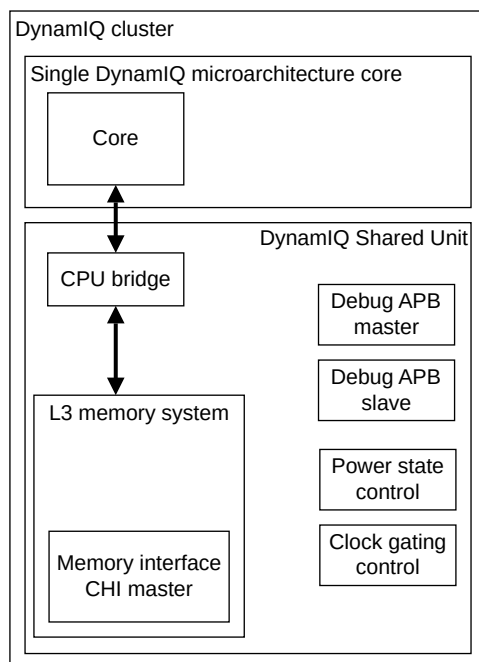 DynamIQ cluster
Single DynamIQ microarchitecture core
Core
DynamIQ Shared Unit
CPU bridge
Debug APB
master
Debug APB
slave
L3 memory system
Power state
control
Clock gating
control
Memory interface
CHI master